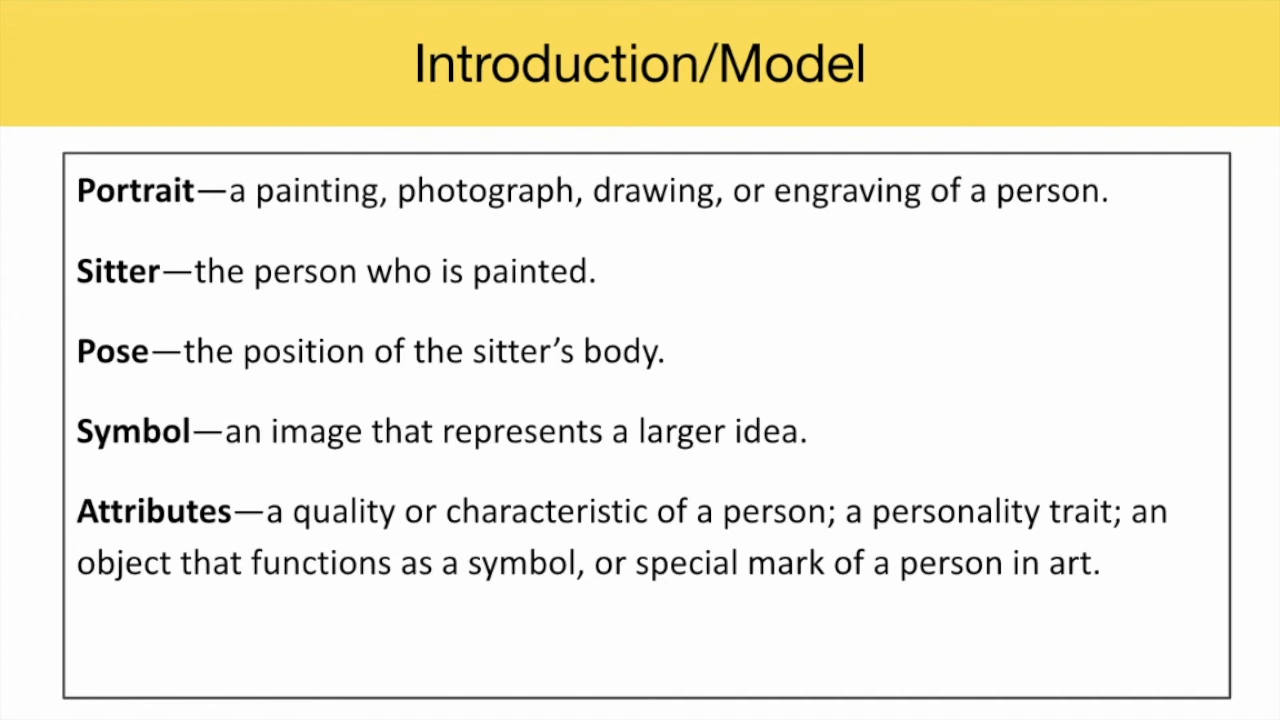 Introduction/Model
Portrait—a painting, photograph, drawing, or engraving of a person.
Sitter—the person who is painted.
Pose—the position of the sitter’s body.
Symbol—an image that represents a larger idea.
Attributes—a quality or characteristic of a person; a personality trait; an
object that functions as a symbol, or special mark of a person in art.